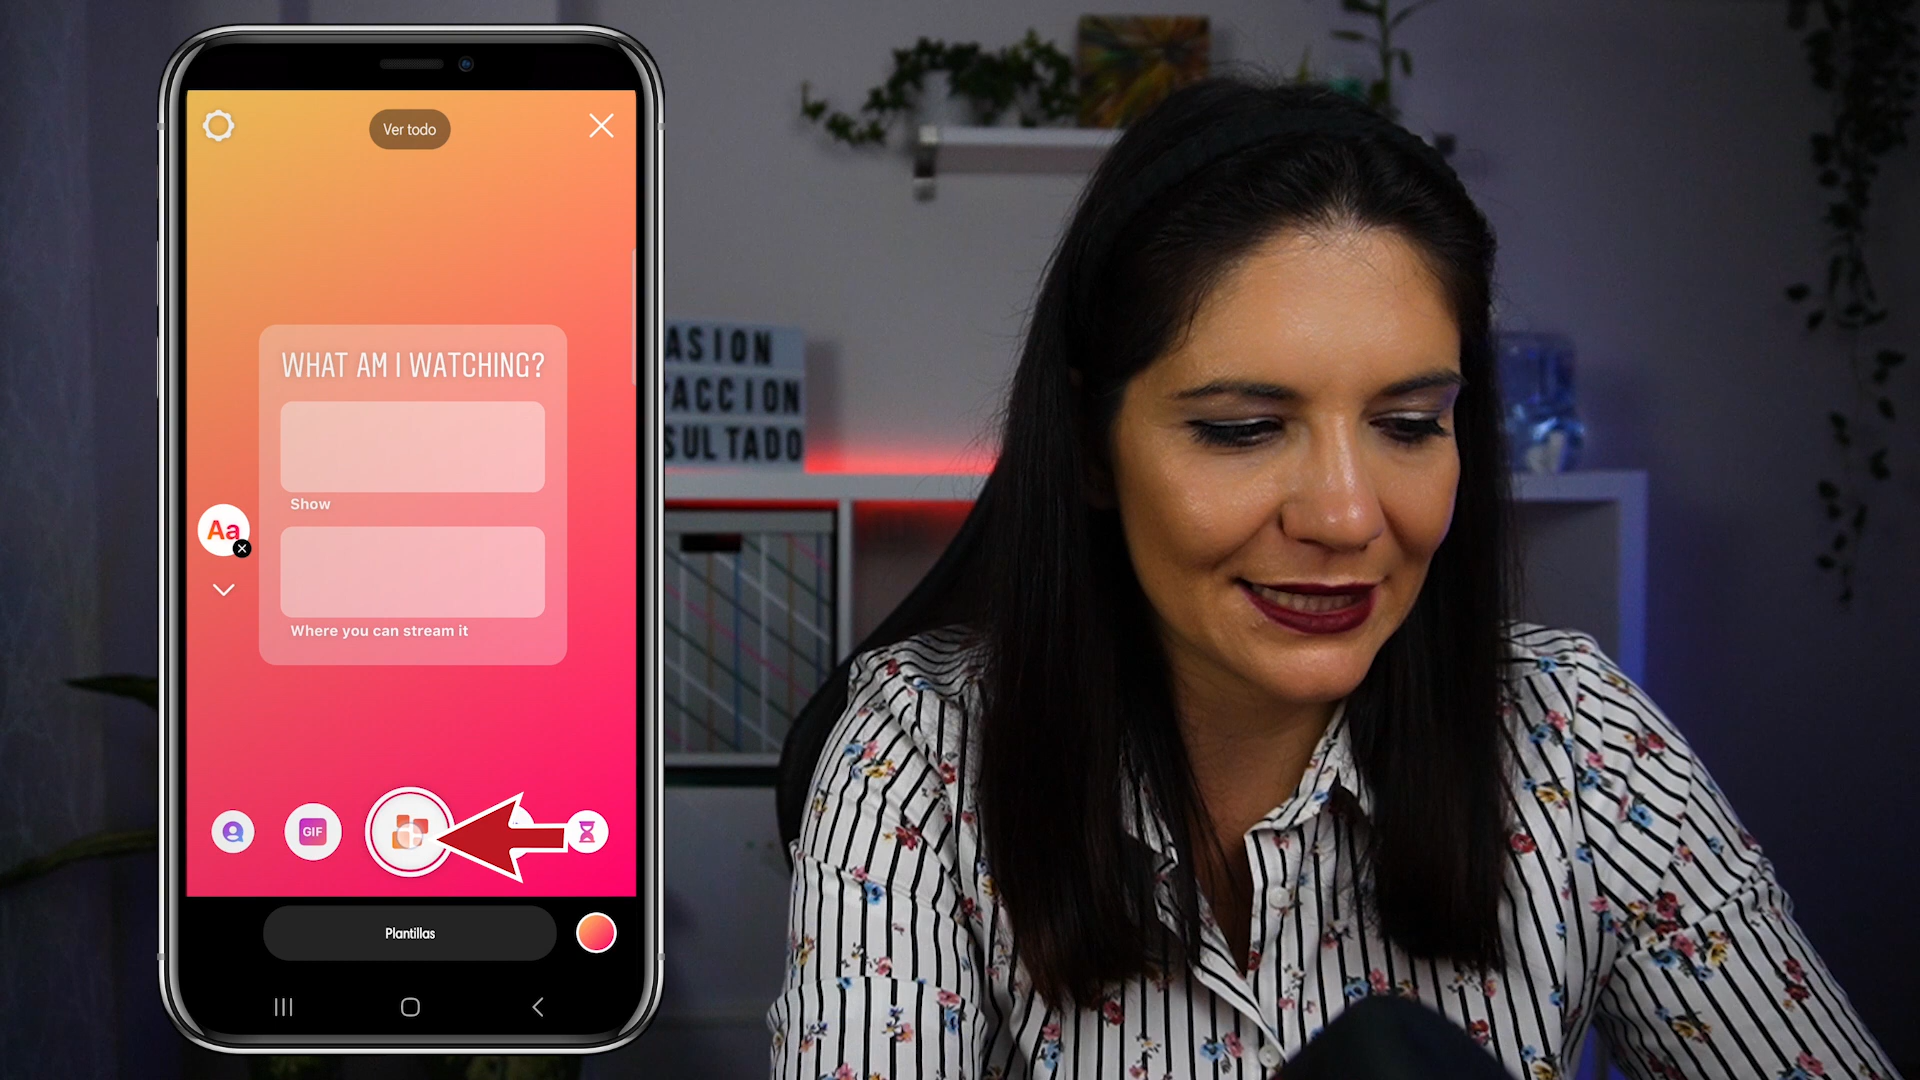 Ver todo
WHAT AM I WATCHING?
Show
Aa
Where you can stream it
GIF
Plantillas
ASION
ACCION
SULTADO